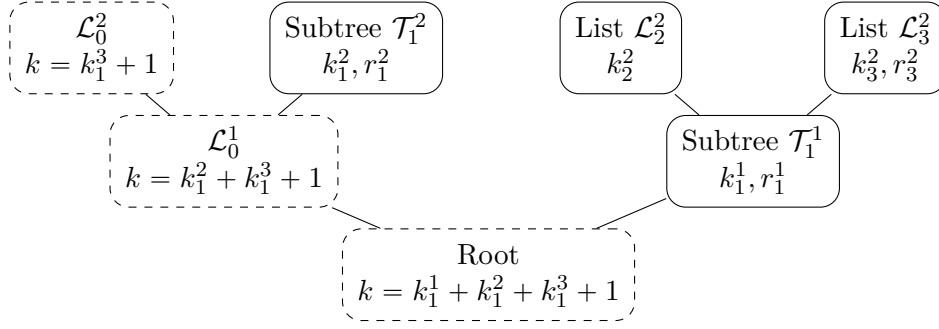 𝓛₀²
k = k₁³ + 1
Subtree 𝒯₁²
k₁², r₁²
List 𝓛₂²
k₂²
List 𝓛₃²
k₃², r₃²
𝓛₀¹
k = k₁² + k₁³ + 1
Subtree 𝒯₁¹
k₁¹, r₁¹
Root
k = k₁¹ + k₁² + k₁³ + 1